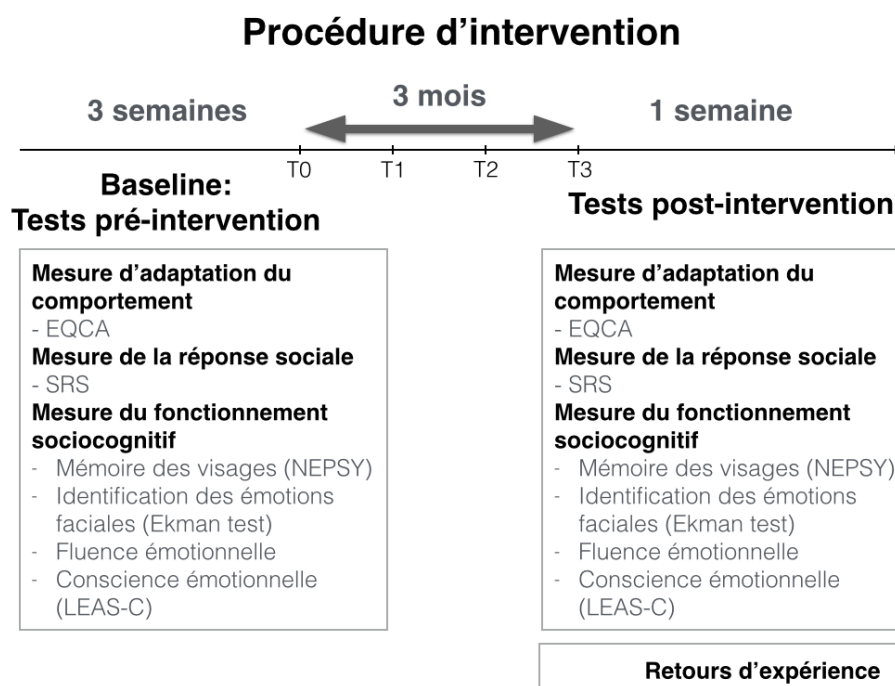 Procédure d’intervention
3 semaines
3 mois
1 semaine
T0
T1
T2
T3
Baseline:
Tests pré-intervention
Tests post-intervention
Mesure d’adaptation du
comportement
- EQCA
Mesure de la réponse sociale
- SRS
Mesure du fonctionnement
sociocognitif
- Mémoire des visages (NEPSY)
- Identification des émotions
faciales (Ekman test)
- Fluence émotionnelle
- Conscience émotionnelle
(LEAS-C)
Mesure d’adaptation du
comportement
- EQCA
Mesure de la réponse sociale
- SRS
Mesure du fonctionnement
sociocognitif
- Mémoire des visages (NEPSY)
- Identification des émotions
faciales (Ekman test)
- Fluence émotionnelle
- Conscience émotionnelle
(LEAS-C)
Retours d’expérience